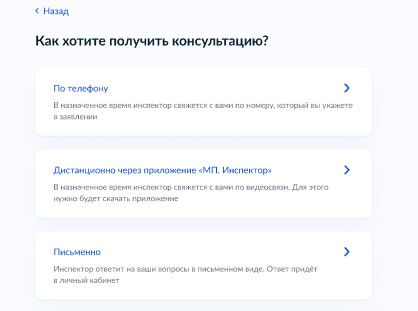 Назад
Как хотите получить консультацию?
По телефону
В назначенное время инспектор свяжется с вами по номеру, который вы укажете
в заявлении
Дистанционно через приложение «МП. Инспектор»
В назначенное время инспектор свяжется с вами по видеосвязи. Для этого
нужно будет скачать приложение
Письменно
Инспектор ответит на ваши вопросы в письменном виде. Ответ придёт
в личный кабинет